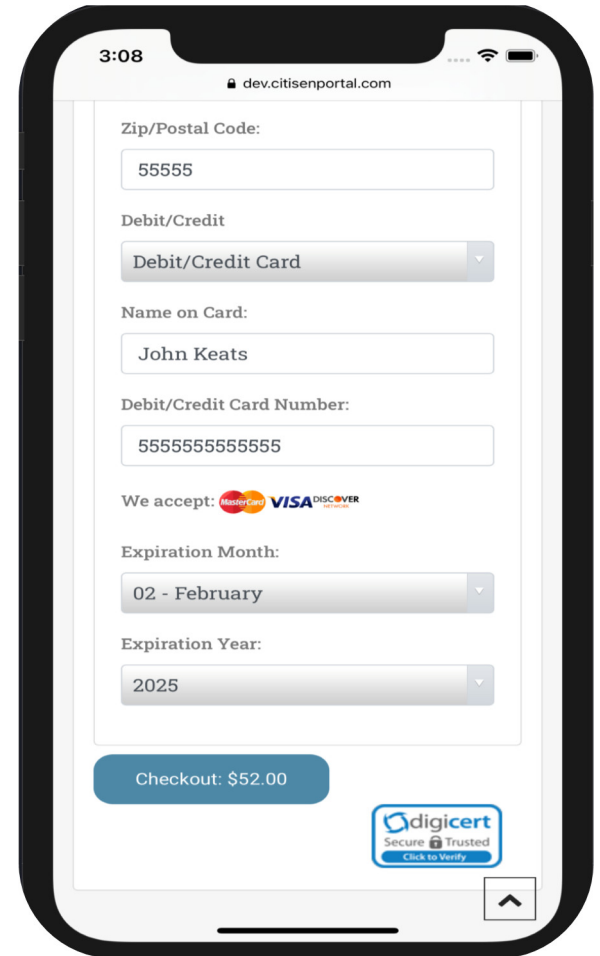 3:08
dev.citisenportal.com
Zip/Postal Code:
55555
Debit/Credit
Debit/Credit Card
Name on Card:
John Keats
Debit/Credit Card Number:
5555555555555
We accept: MasterCard VISA DISCOVER
NETWORK
Expiration Month:
02 - February
Expiration Year:
2025
Checkout: $52.00
digicert
Secure Trusted
Click to Verify